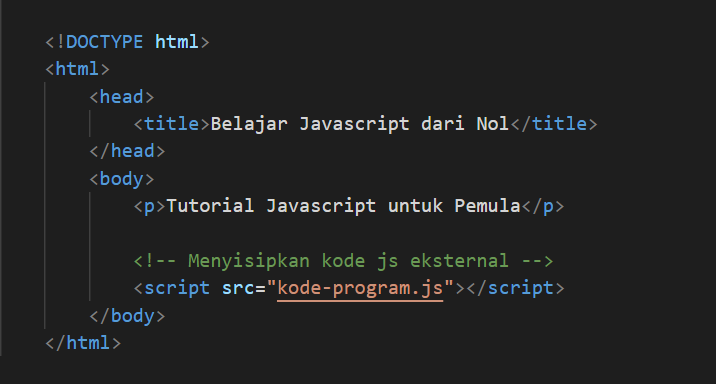 <!DOCTYPE html>
<html>
<head>
<title>Belajar Javascript dari Nol</title>
</head>
<body>
<p>Tutorial Javascript untuk Pemula</p>
<!-- Menyisipkan kode js eksternal -->
<script src="kode-program.js"></script>
</body>
</html>